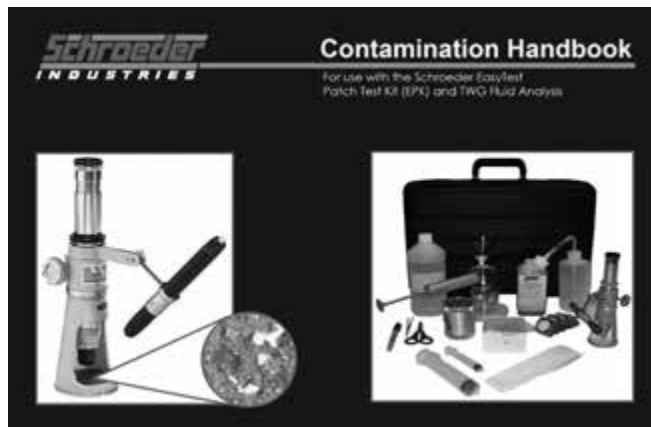 Schroeder
INDUSTRIES
Contamination Handbook
For use with the Schroeder EasyTest
Patch Test Kit (EPK) and TWG Fluid Analysis